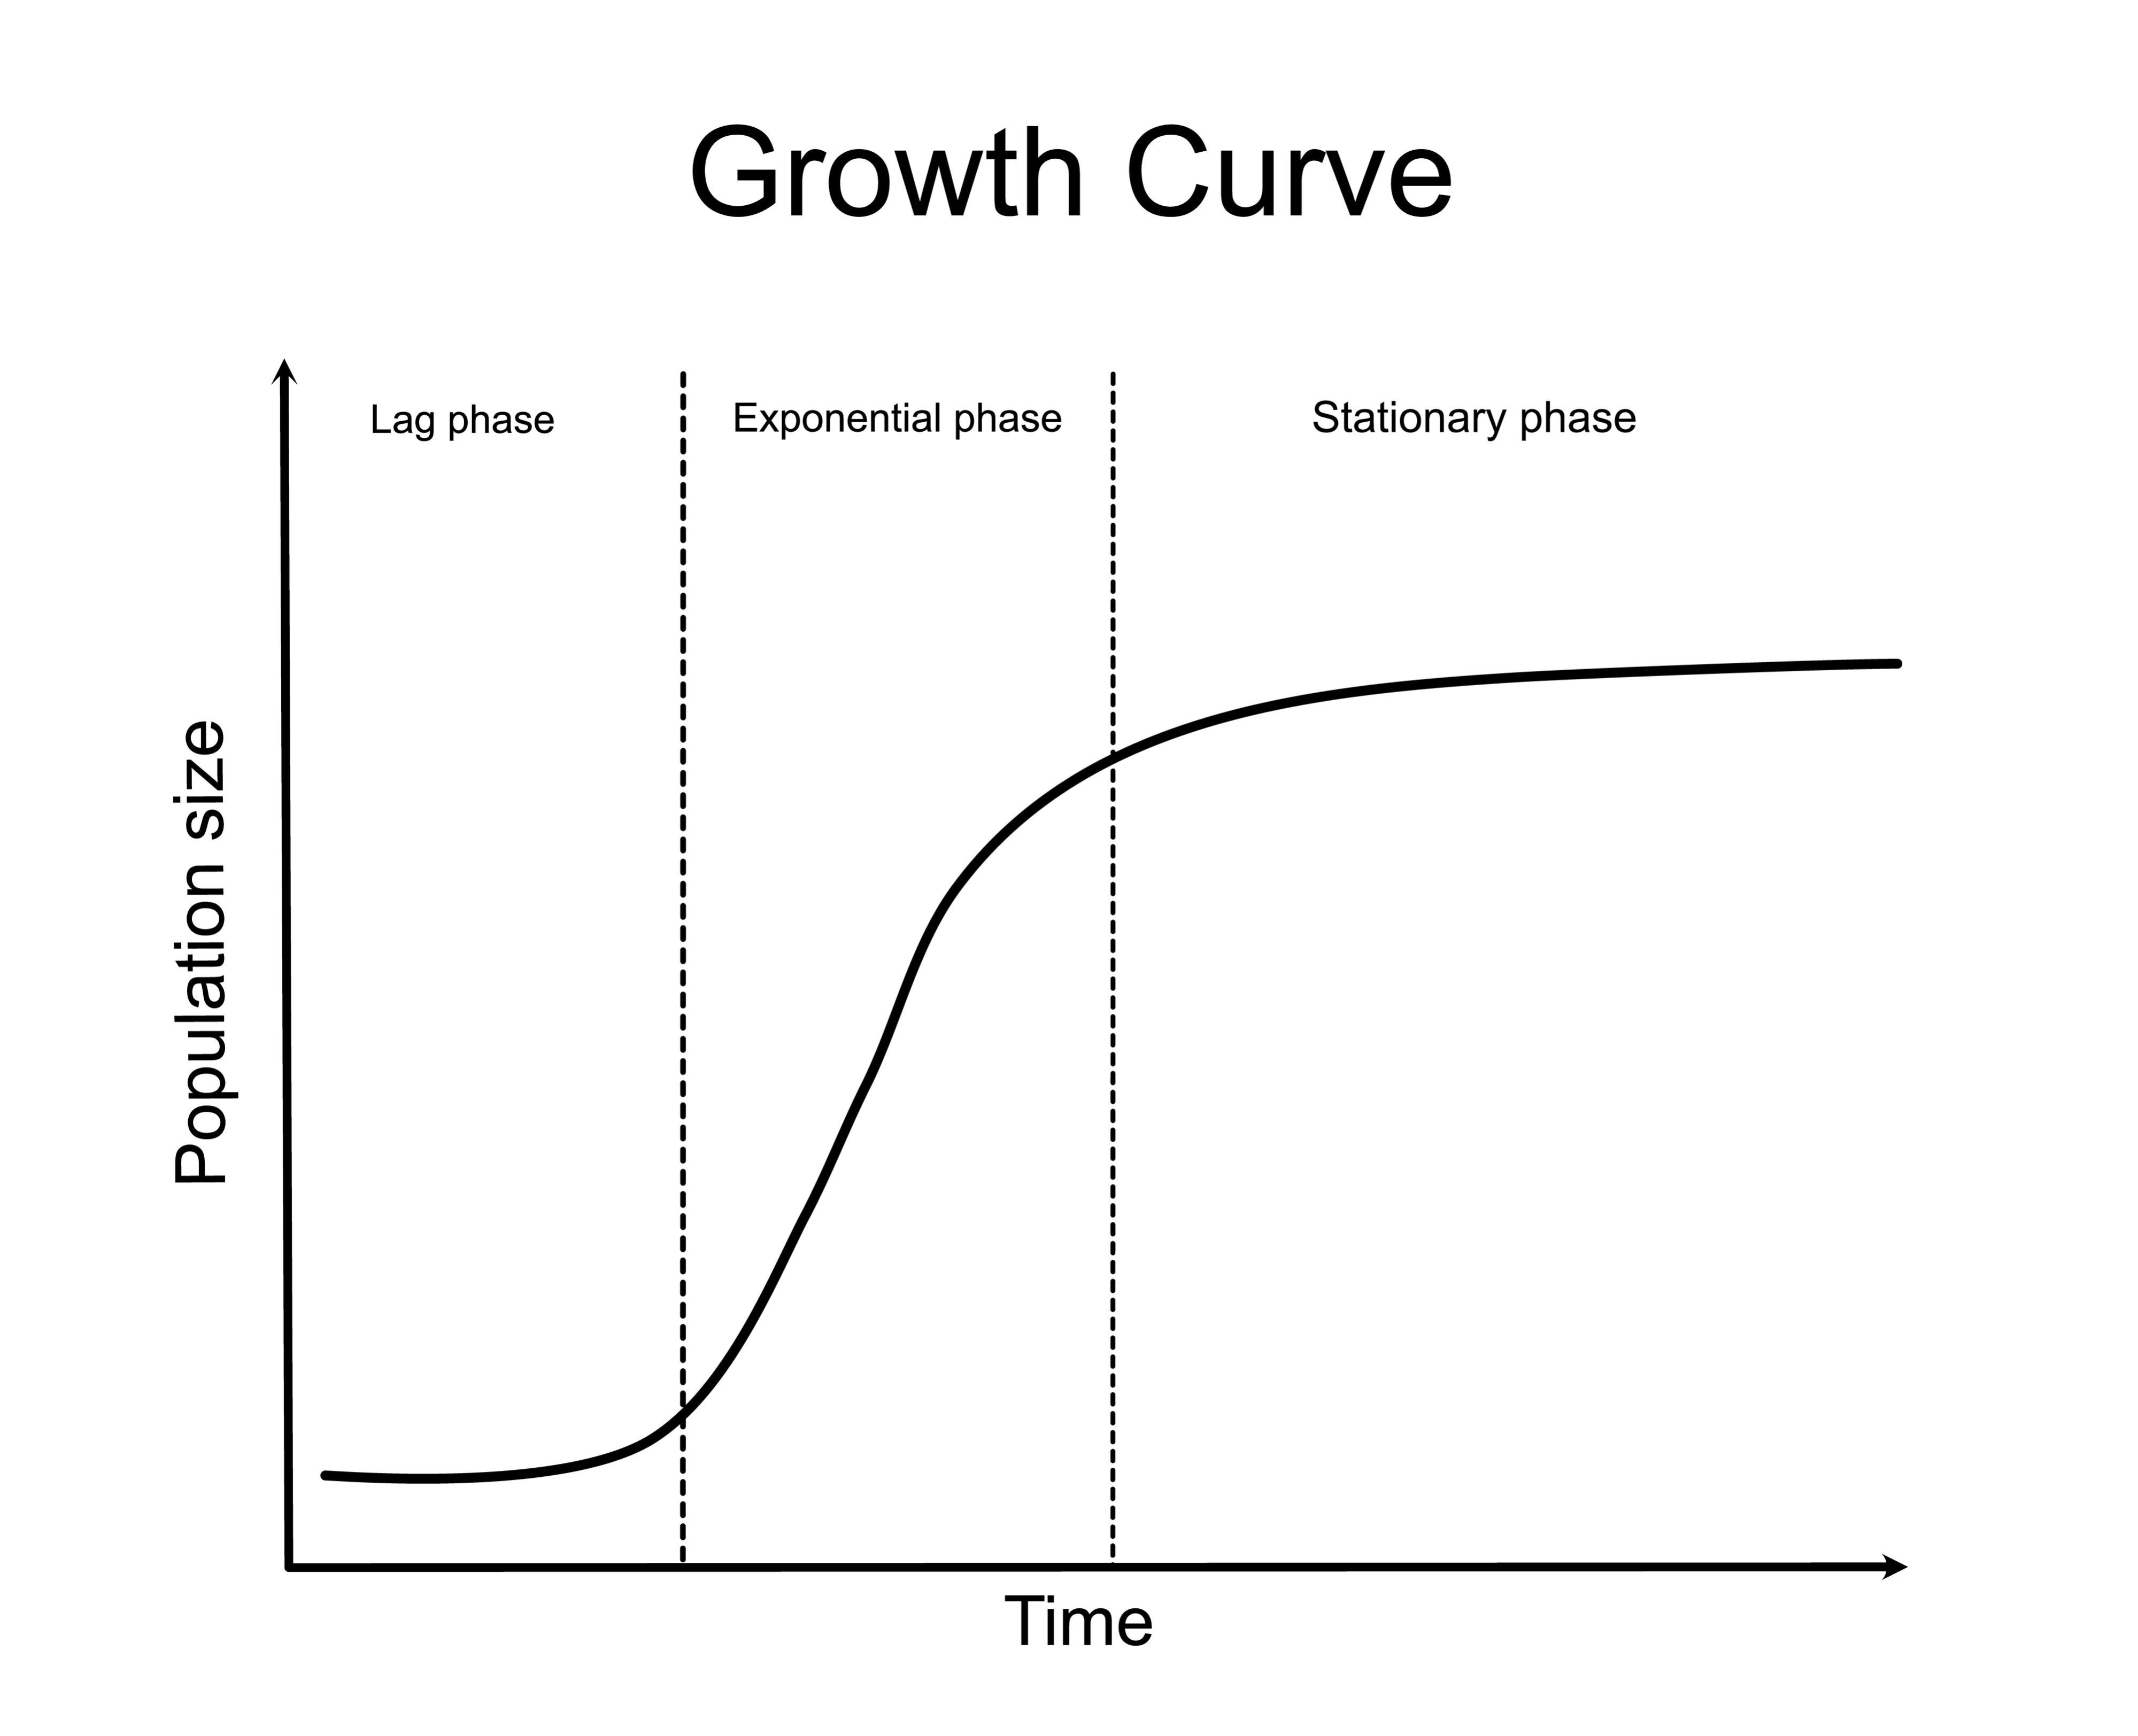 Growth Curve
Lag phase
Exponential phase
Stationary phase
Population size
Time